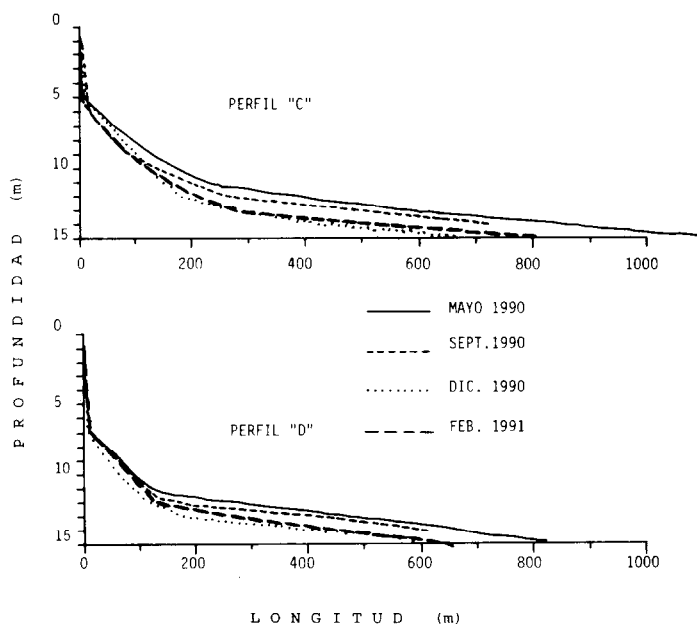 0
5
10
15
PERFIL "C"
0 200 400 600 800 1000
PROFUNDIDAD (m)
MAYO 1990
SEPT.1990
DIC. 1990
FEB. 1991
0
5
10
15
PERFIL "D"
0 200 400 600 800 1000
LONGITUD (m)